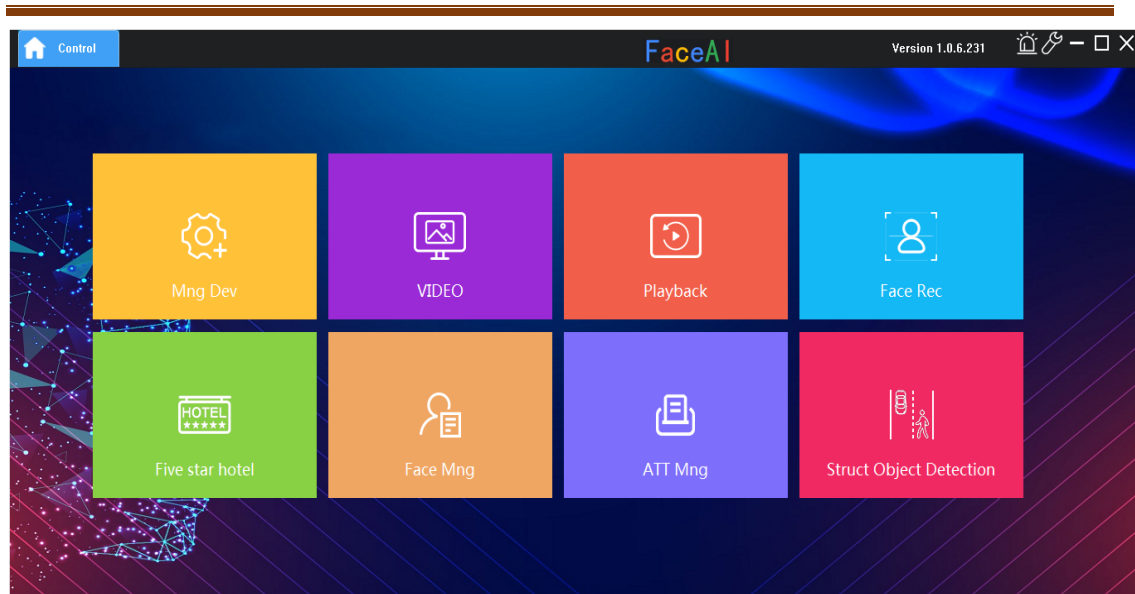 Control
FaceAI
Version 1.0.6.231
Mng Dev
VIDEO
Playback
Face Rec
HOTEL
Five star hotel
Face Mng
ATT Mng
Struct Object Detection